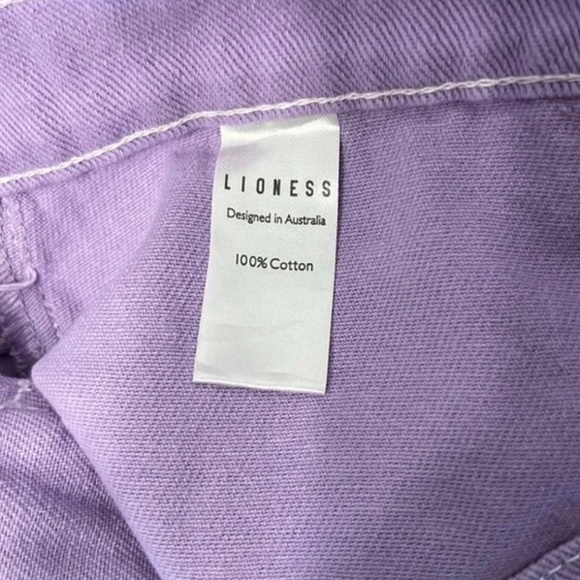 LIONESS
Designed in Australia
100% Cotton